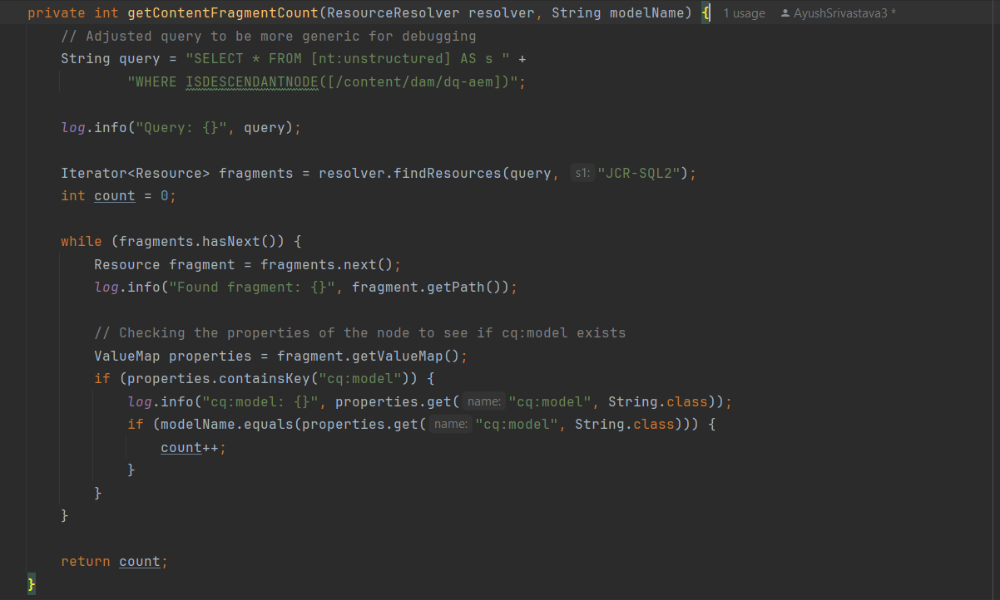 private int getContentFragmentCount(ResourceResolver resolver, String modelName) { 1 usage AyushSrivastava3 *
// Adjusted query to be more generic for debugging
String query = "SELECT * FROM [nt:unstructured] AS s " +
"WHERE ISDESCENDANTNODE([/content/dam/dq-aem])";
log.info("Query: {}", query);
Iterator<Resource> fragments = resolver.findResources(query, s1: "JCR-SQL2");
int count = 0;
while (fragments.hasNext()) {
Resource fragment = fragments.next();
log.info("Found fragment: {}", fragment.getPath());
// Checking the properties of the node to see if cq:model exists
ValueMap properties = fragment.getValueMap();
if (properties.containsKey("cq:model")) {
log.info("cq:model: {}", properties.get( name: "cq:model", String.class));
if (modelName.equals(properties.get( name: "cq:model", String.class))) {
count++;
}
}
}
return count;
}